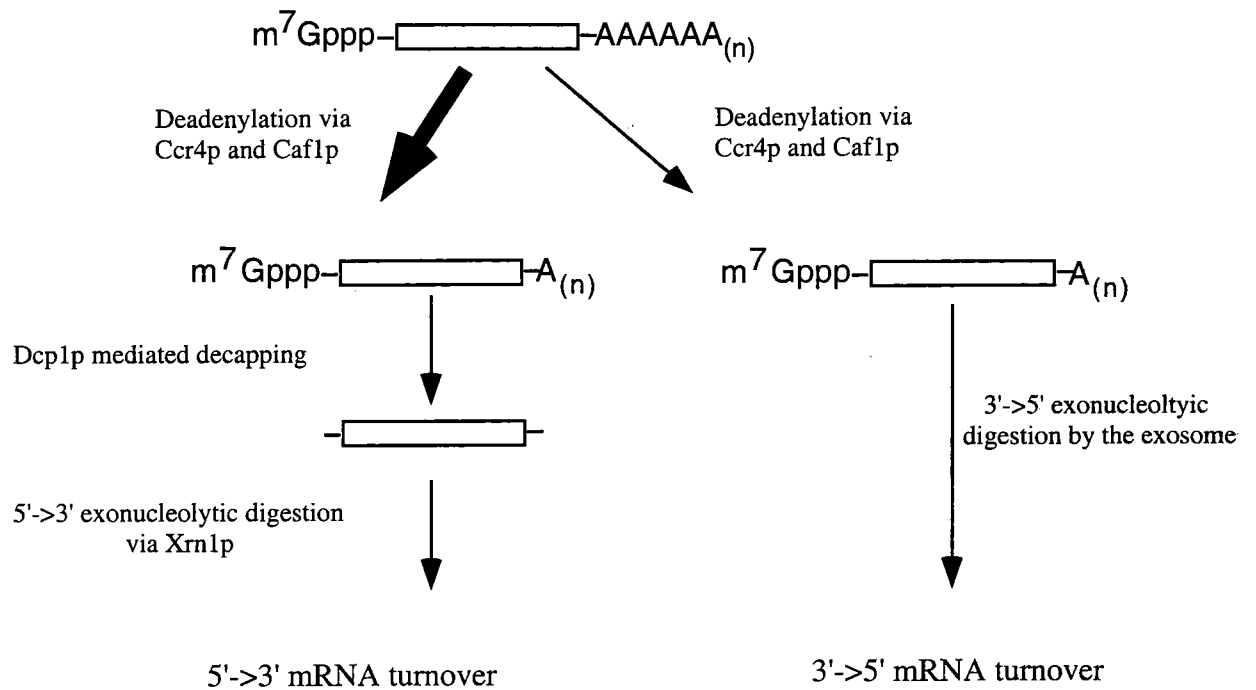 m7Gppp–AAAAAA(n)
Deadenylation via
Ccr4p and Caf1p
Deadenylation via
Ccr4p and Caf1p
m7Gppp–A(n)
m7Gppp–A(n)
Dcp1p mediated decapping
3'->5' exonucleoltyic
digestion by the exosome
5'->3' exonucleolytic digestion
via Xrn1p
5'->3' mRNA turnover
3'->5' mRNA turnover